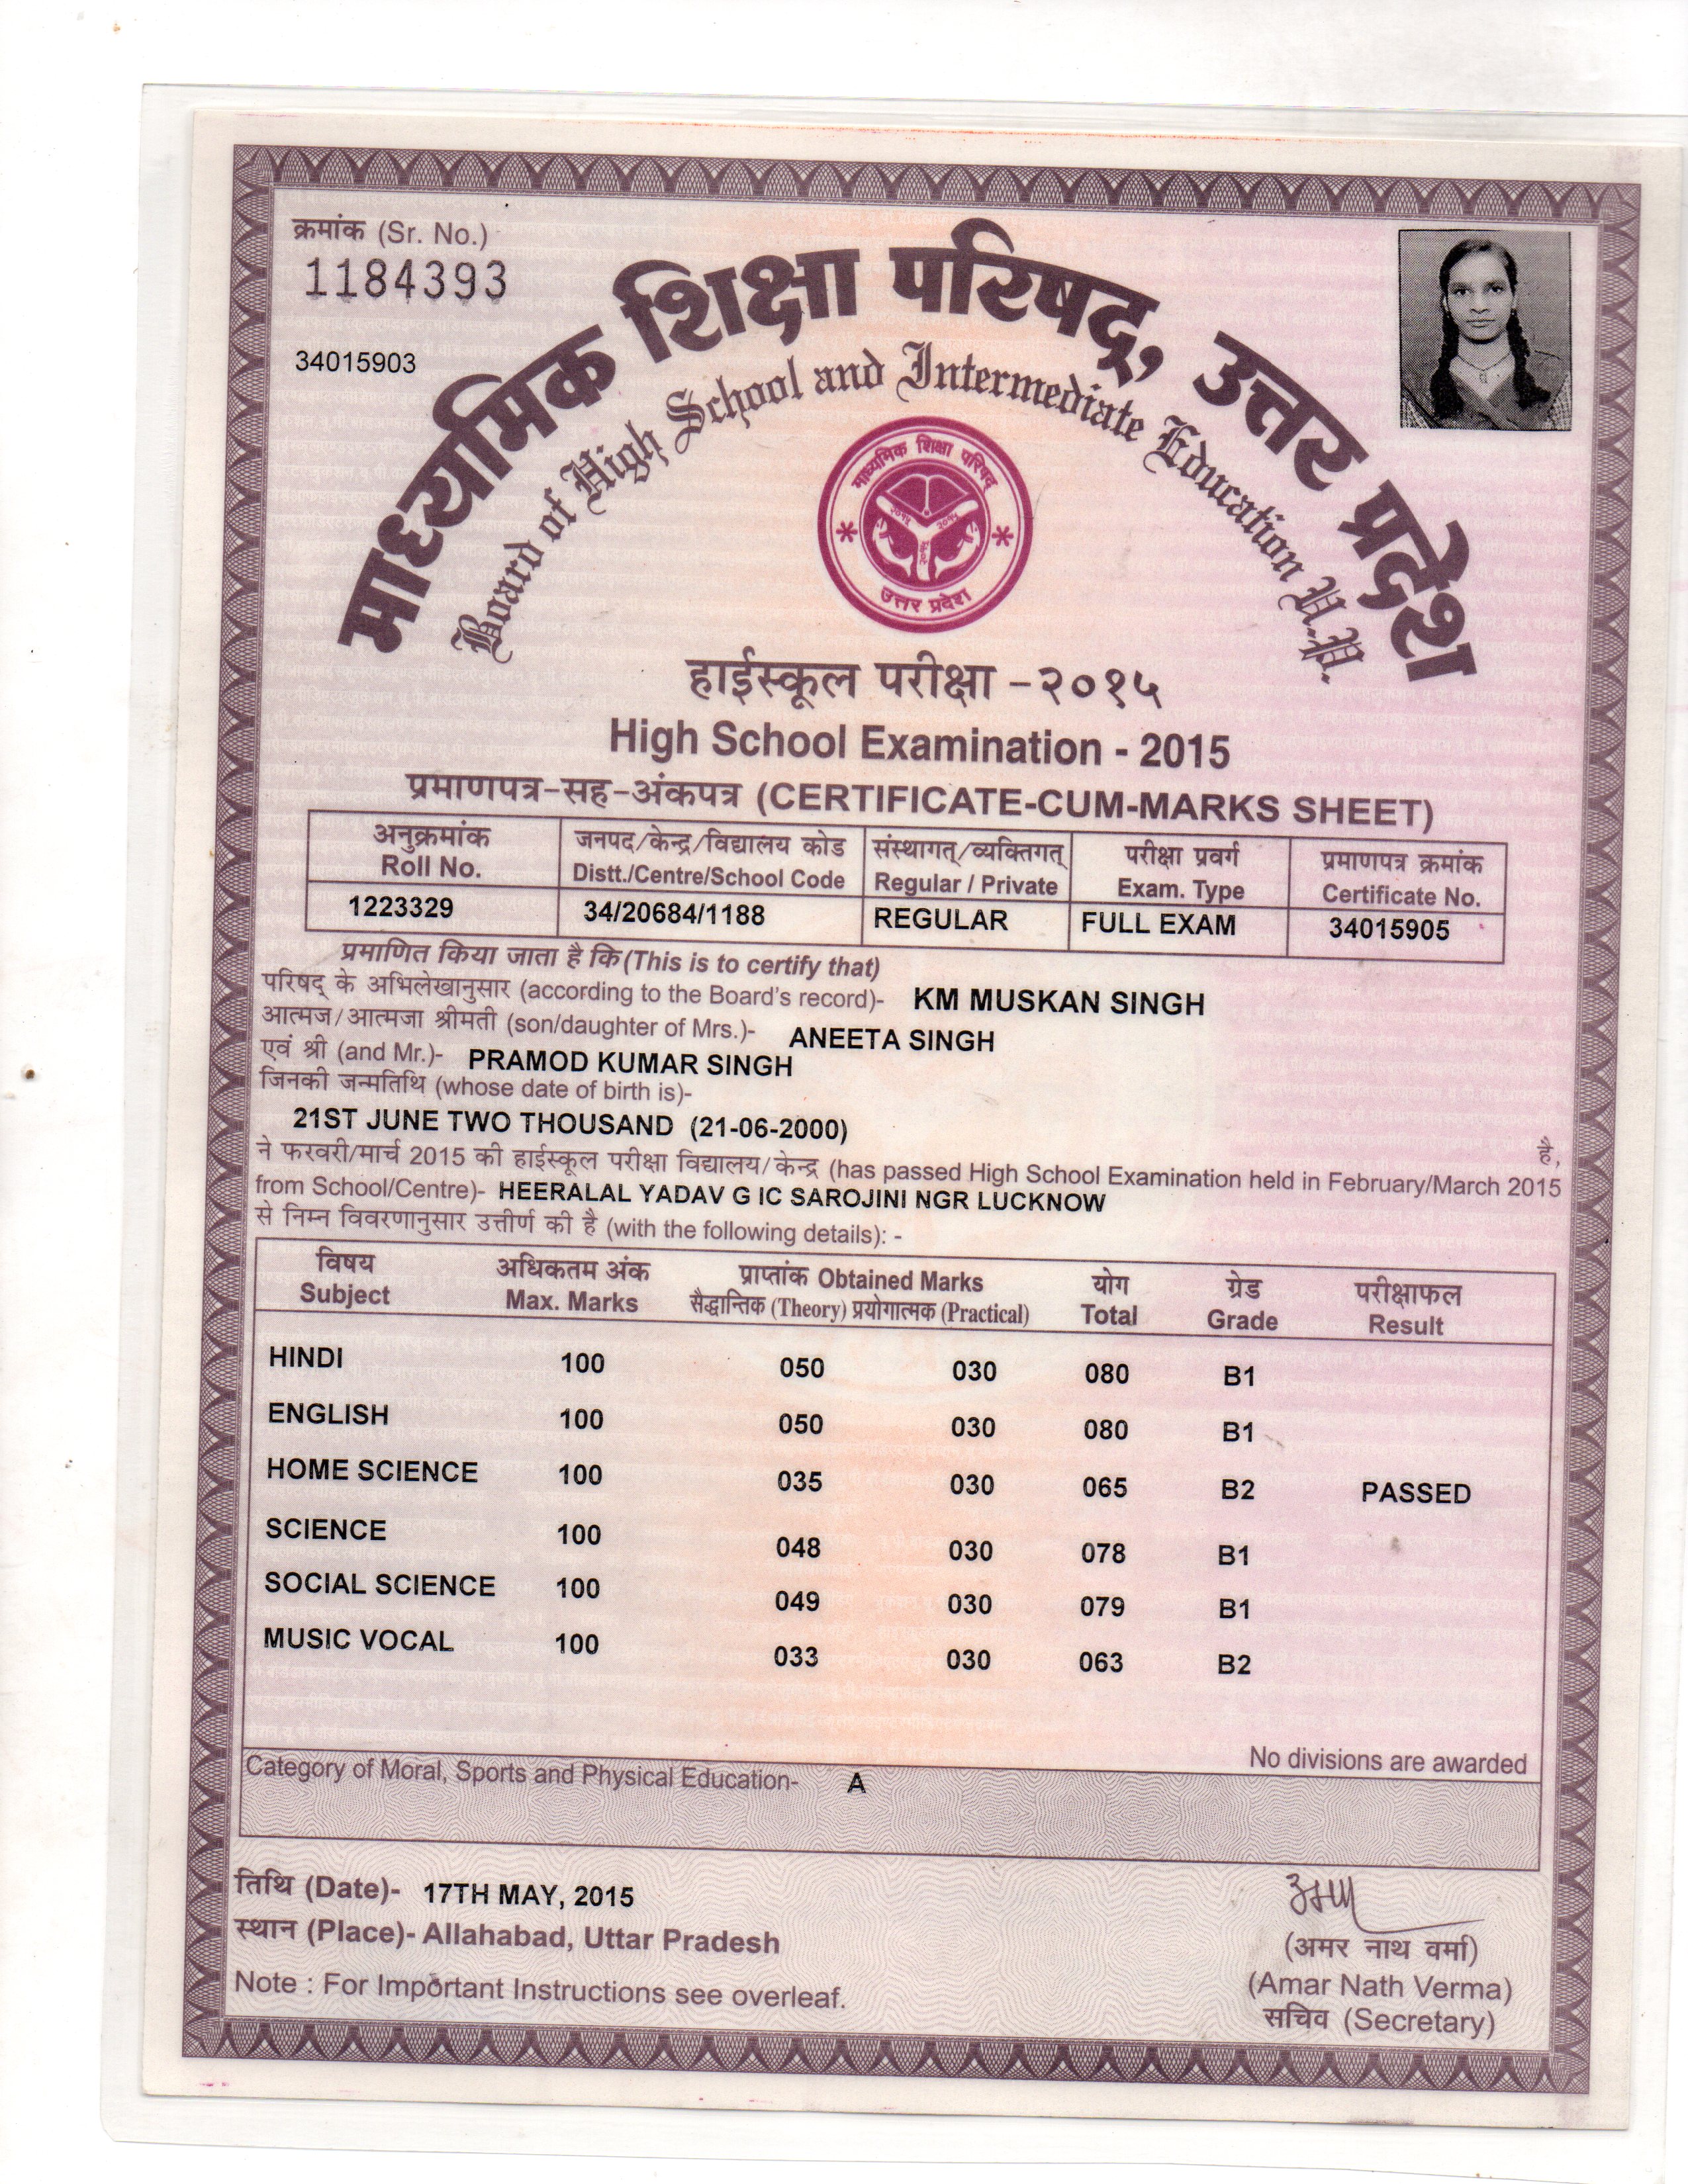 क्रमांक (Sr. No.)
1184393
34015903
माध्यमिक शिक्षा परिषद्, उत्तर प्रदेश
Board of High School and Intermediate Education U.P.
माध्यमिक शिक्षा परिषद्
उत्तर प्रदेश
हाईस्कूल परीक्षा -२०१५
High School Examination - 2015
प्रमाणपत्र-सह-अंकपत्र (CERTIFICATE-CUM-MARKS SHEET)
अनुक्रमांक जनपद/केन्द्र/विद्यालय कोड संस्थागत्/व्यक्तिगत् परीक्षा प्रवर्ग प्रमाणपत्र क्रमांक
Roll No. Distt./Centre/School Code Regular / Private Exam. Type Certificate No.
1223329 34/20684/1188 REGULAR FULL EXAM 34015905
प्रमाणित किया जाता है कि (This is to certify that)
परिषद् के अभिलेखानुसार (according to the Board's record)- KM MUSKAN SINGH
आत्मज/आत्मजा श्रीमती (son/daughter of Mrs.)- ANEETA SINGH
एवं श्री (and Mr.)- PRAMOD KUMAR SINGH
जिनकी जन्मतिथि (whose date of birth is)-
21ST JUNE TWO THOUSAND (21-06-2000)
है,
ने फरवरी/मार्च 2015 की हाईस्कूल परीक्षा विद्यालय/केन्द्र (has passed High School Examination held in February/March 2015
from School/Centre)- HEERALAL YADAV G IC SAROJINI NGR LUCKNOW
से निम्न विवरणानुसार उत्तीर्ण की है (with the following details): -
विषय अधिकतम अंक प्राप्तांक Obtained Marks योग ग्रेड परीक्षाफल
Subject Max. Marks सैद्धान्तिक (Theory) प्रयोगात्मक (Practical) Total Grade Result
HINDI 100 050 030 080 B1
ENGLISH 100 050 030 080 B1
HOME SCIENCE 100 035 030 065 B2 PASSED
SCIENCE 100 048 030 078 B1
SOCIAL SCIENCE 100 049 030 079 B1
MUSIC VOCAL 100 033 030 063 B2
No divisions are awarded
Category of Moral, Sports and Physical Education- A
तिथि (Date)- 17TH MAY, 2015
स्थान (Place)- Allahabad, Uttar Pradesh
Note : For Important Instructions see overleaf.
(अमर नाथ वर्मा)
(Amar Nath Verma)
सचिव (Secretary)